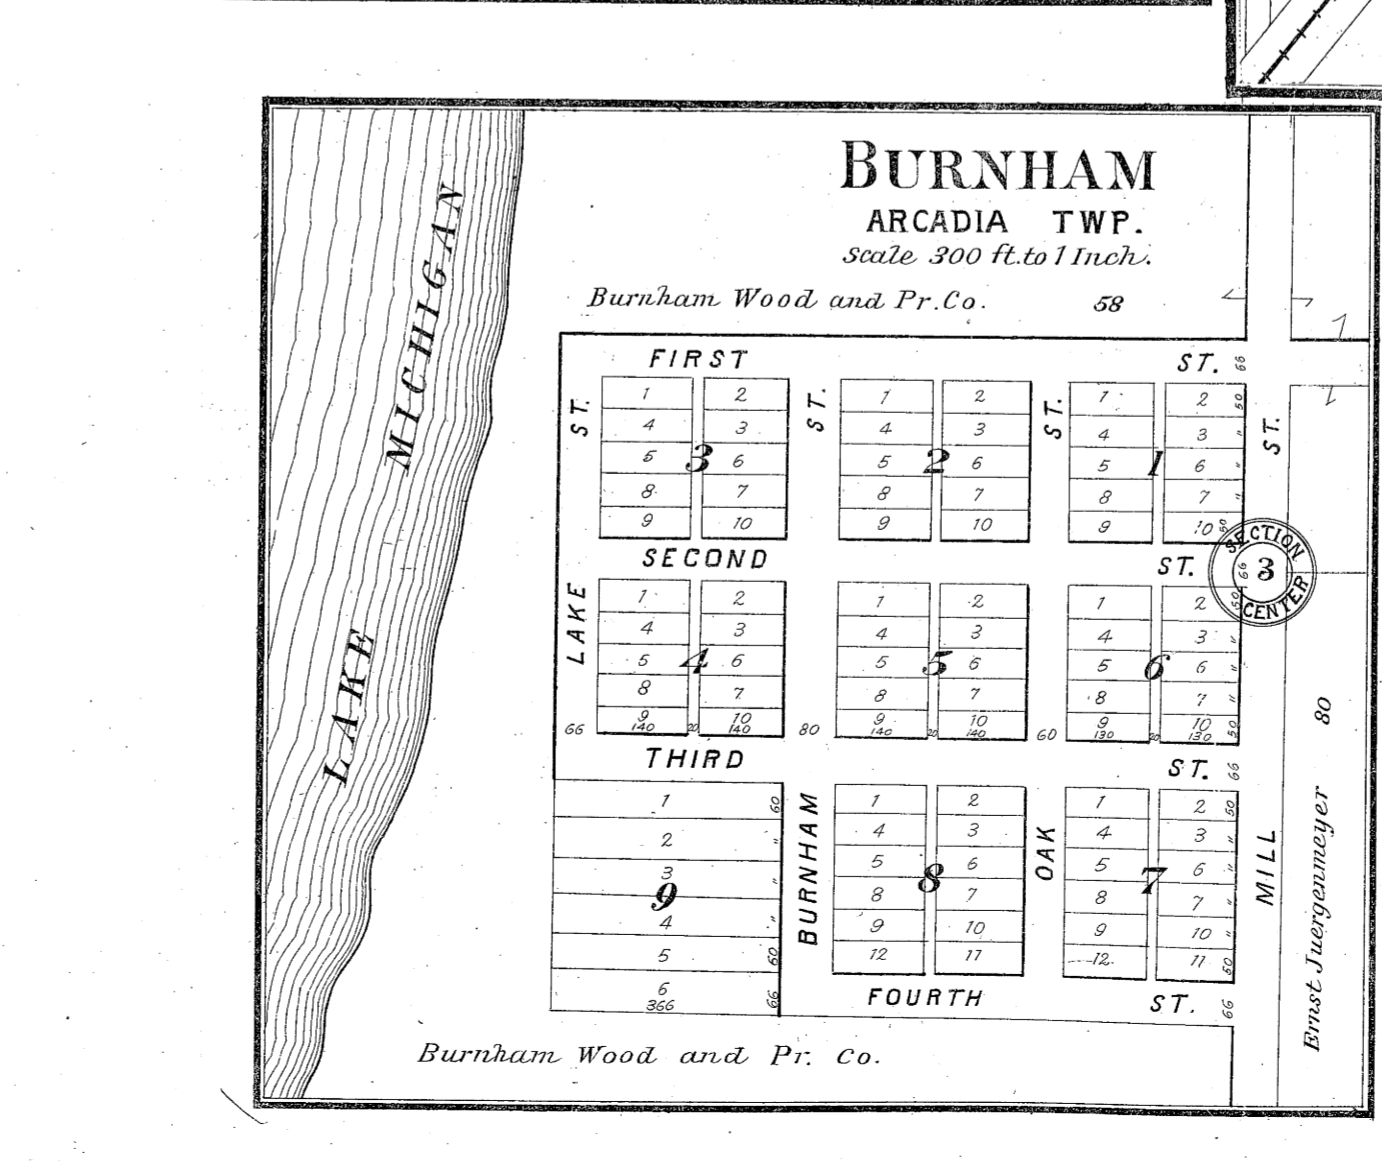 BURNHAM
ARCADIA TWP.
Scale 300 ft. to 1 Inch.
Burnham Wood and Pr. Co. 58
FIRST ST. 66
ST. ST. ST. ST.
1 2 1 2 1 2 50
4 3 4 3 4 3 "
5 6 5 6 5 6 "
3 2 1
8 7 8 7 8 7 "
9 10 9 10 9 10 50
SECOND ST. 66
SECTION 3 CENTER
1 2 1 2 1 2 50
4 3 4 3 4 3 "
5 6 5 6 5 6 "
4 5 6
8 7 8 7 8 7 "
9 10 9 10 9 10 50
140 20 140 140 20 140 130 20 130
66 80 60
THIRD ST. 66
1 60 1 2 1 2 50
2 " 4 3 4 3 "
3 " 5 6 5 6 "
9 8 7
4 " 8 7 8 7 "
5 60 9 10 9 10 "
6 66 12 11 12 11 50
366
FOURTH ST. 66
LAKE
BURNHAM
OAK
MILL
LAKE MICHIGAN
Ernst Juergenmeyer 80
Burnham Wood and Pr. Co.